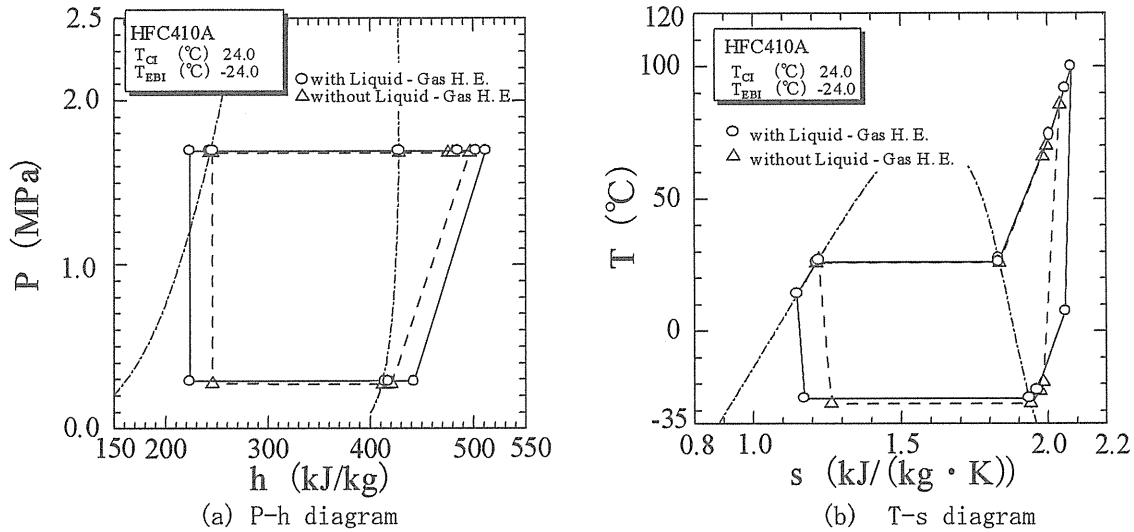 2.5
2.0
1.0
0.0
P (MPa)
HFC410A
T_CI (℃) 24.0
T_EBI (℃) -24.0
○ with Liquid - Gas H. E.
△ without Liquid - Gas H. E.
150 200 300 400 500 550
h (kJ/kg)
(a) P-h diagram
120
100
50
0
-35
T (℃)
HFC410A
T_CI (℃) 24.0
T_EBI (℃) -24.0
○ with Liquid - Gas H. E.
△ without Liquid - Gas H. E.
0.8 1.0 1.5 2.0 2.2
s (kJ/(kg・K))
(b) T-s diagram